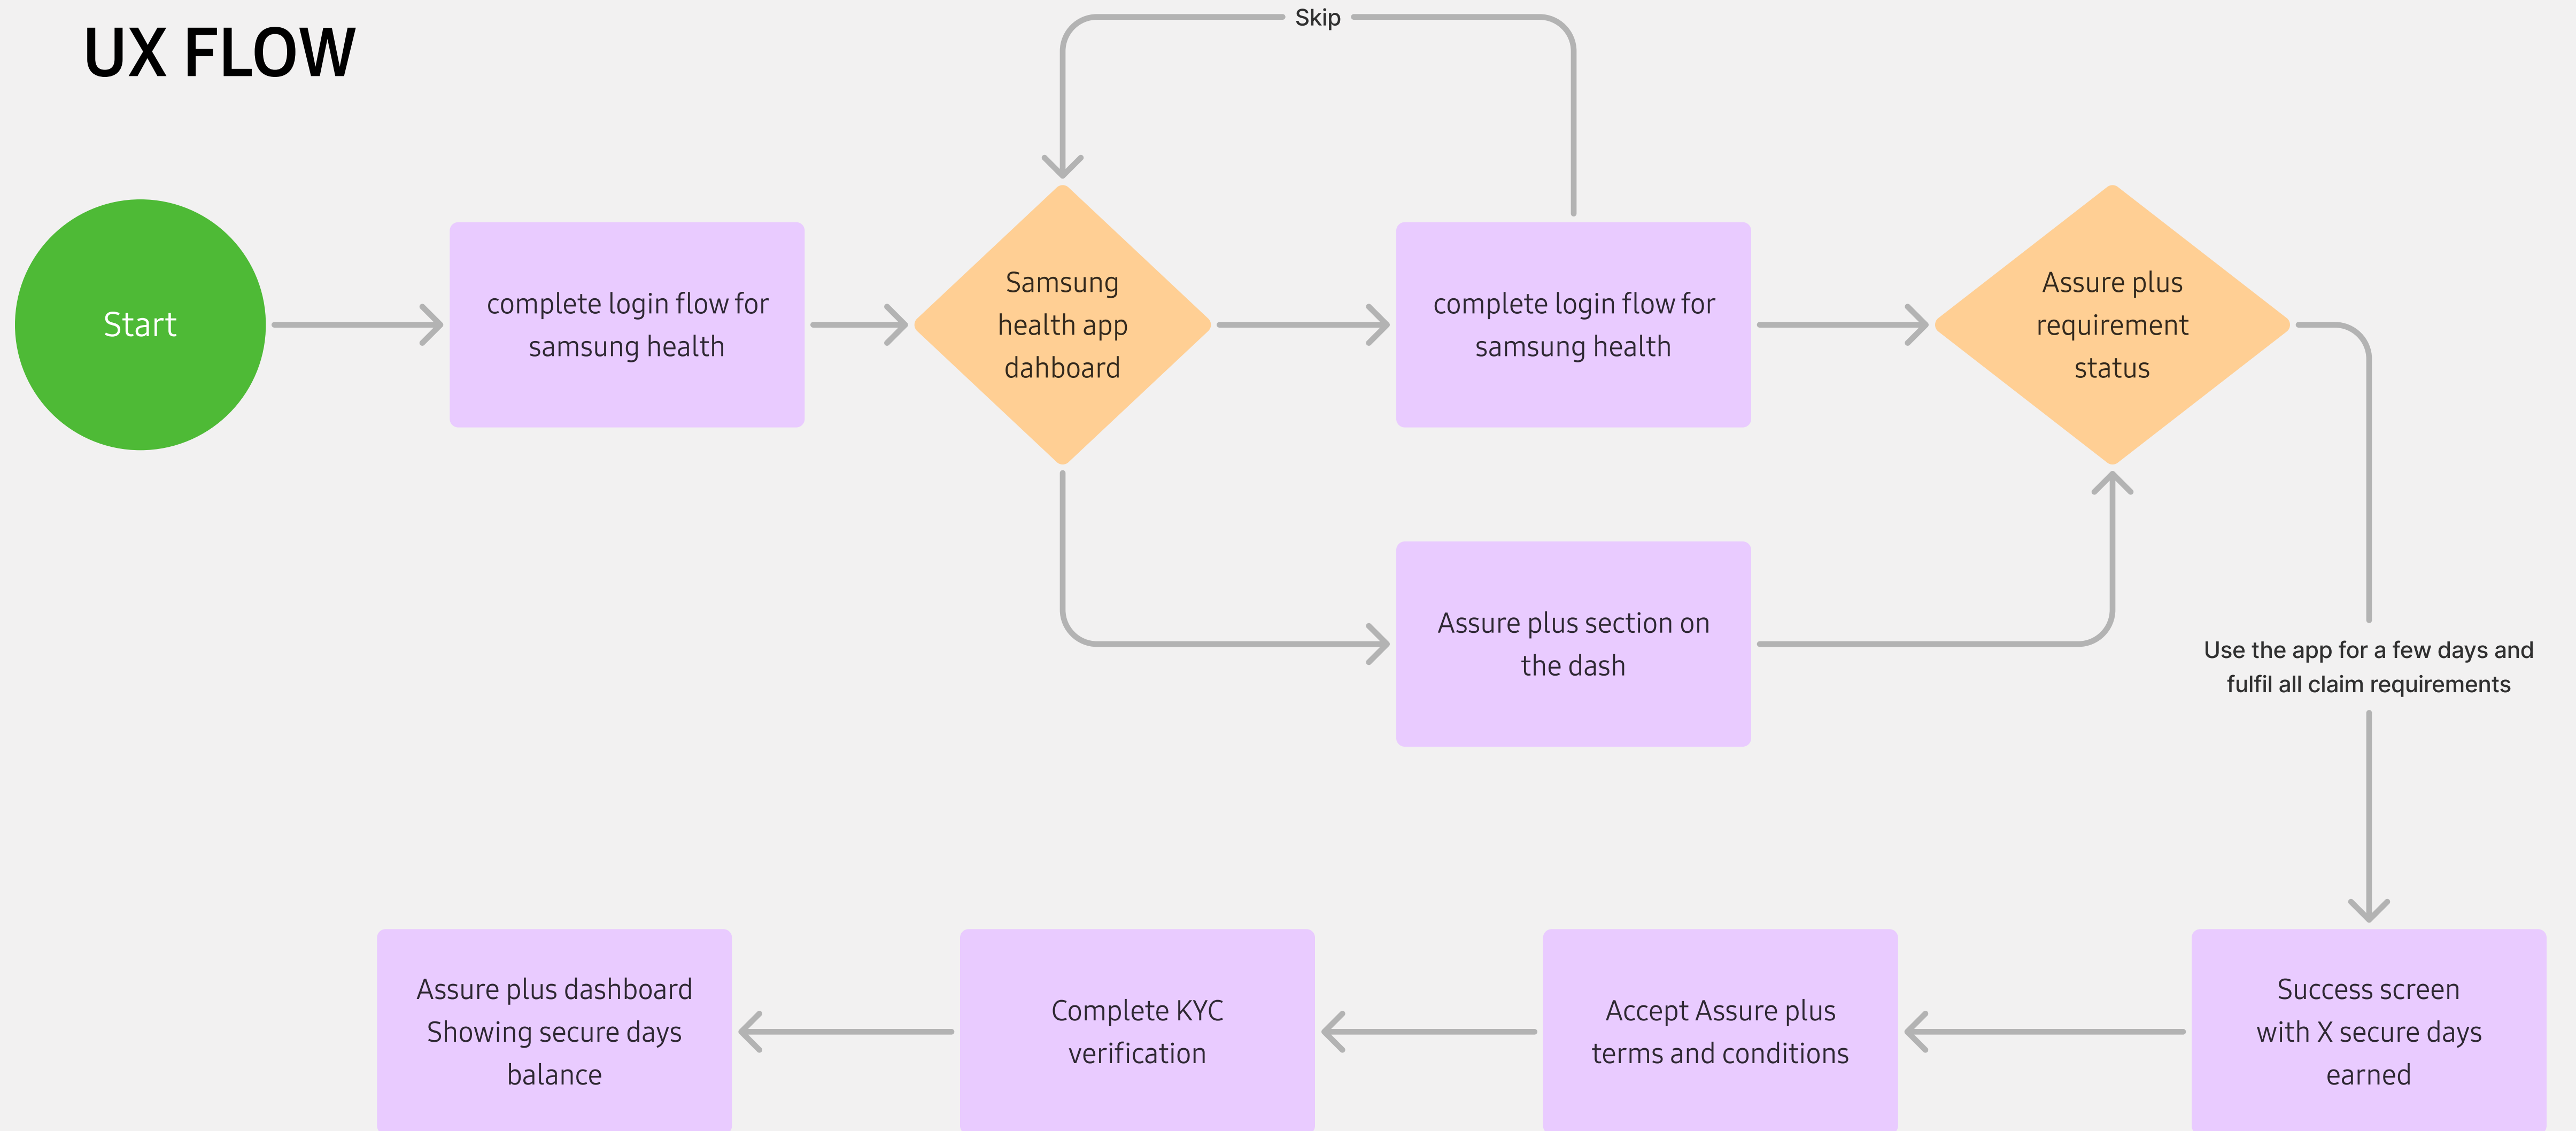 UX FLOW
Skip
Start
complete login flow for
samsung health
Samsung
health app
dahboard
complete login flow for
samsung health
Assure plus
requirement
status
Assure plus section on
the dash
Use the app for a few days and
fulfil all claim requirements
Success screen
with X secure days
earned
Accept Assure plus
terms and conditions
Complete KYC
verification
Assure plus dashboard
Showing secure days
balance